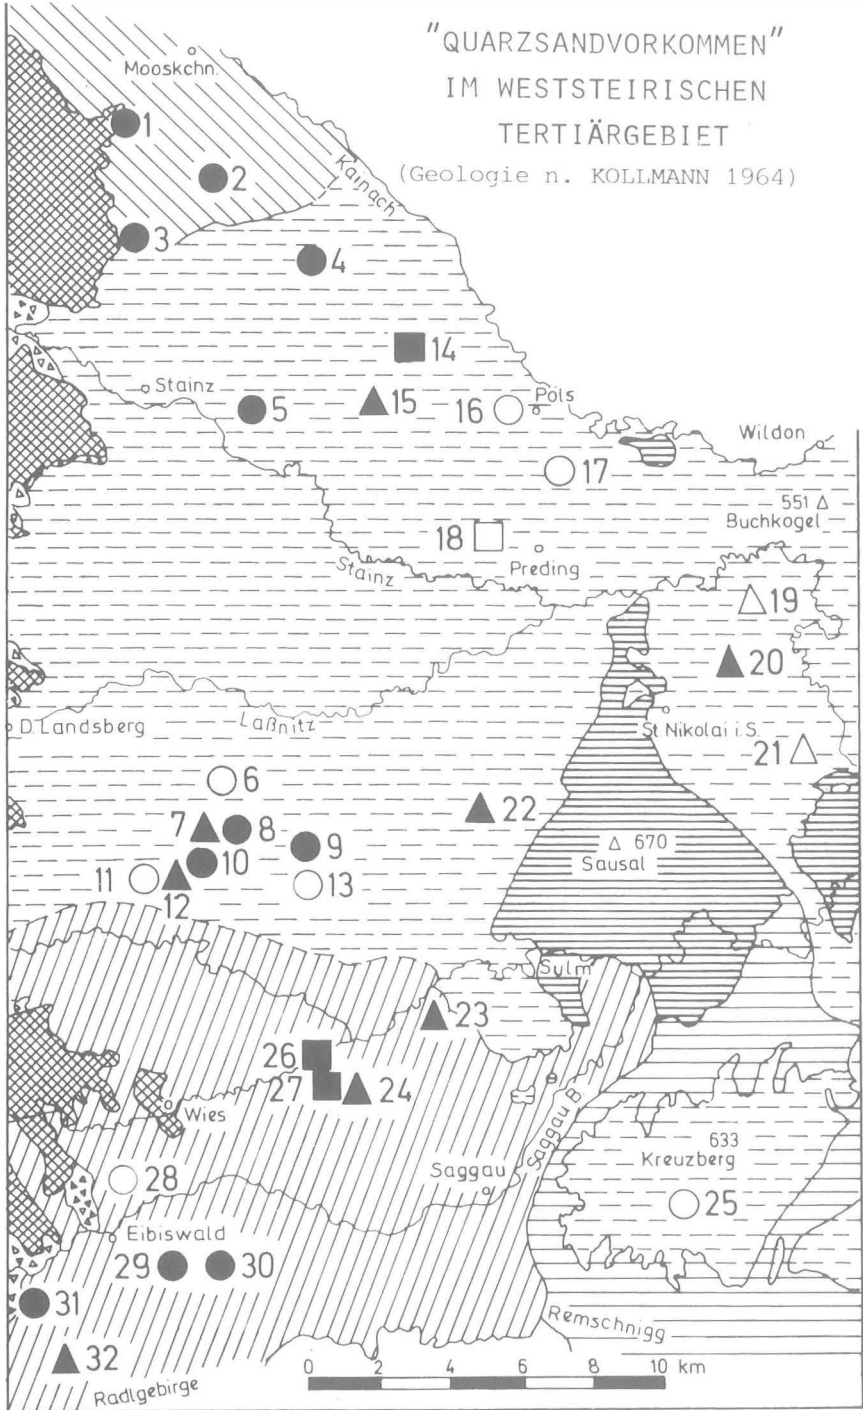 "QUARZSANDVORKOMMEN"
IM WESTSTEIRISCHEN
TERTIÄRGEBIET
(Geologie n. KOLLMANN 1964)
Mooskchn.
1
2
Kainach
3
4
14
Stainz
5
15
16
Pöls
Wildon
17
551 Δ
Buchkogel
18
Preding
Stainz
19
20
D.Landsberg
Laßnitz
St.Nikolai i.S.
21
6
22
7
8
9
Δ 670
Sausal
10
11
12
13
Sylm
23
26
27
24
Wies
633
Kreuzberg
28
Saggau
Saggau B.
25
Eibiswald
29
30
31
Remschnigg
32
0 2 4 6 8 10 km
Radlgebirge